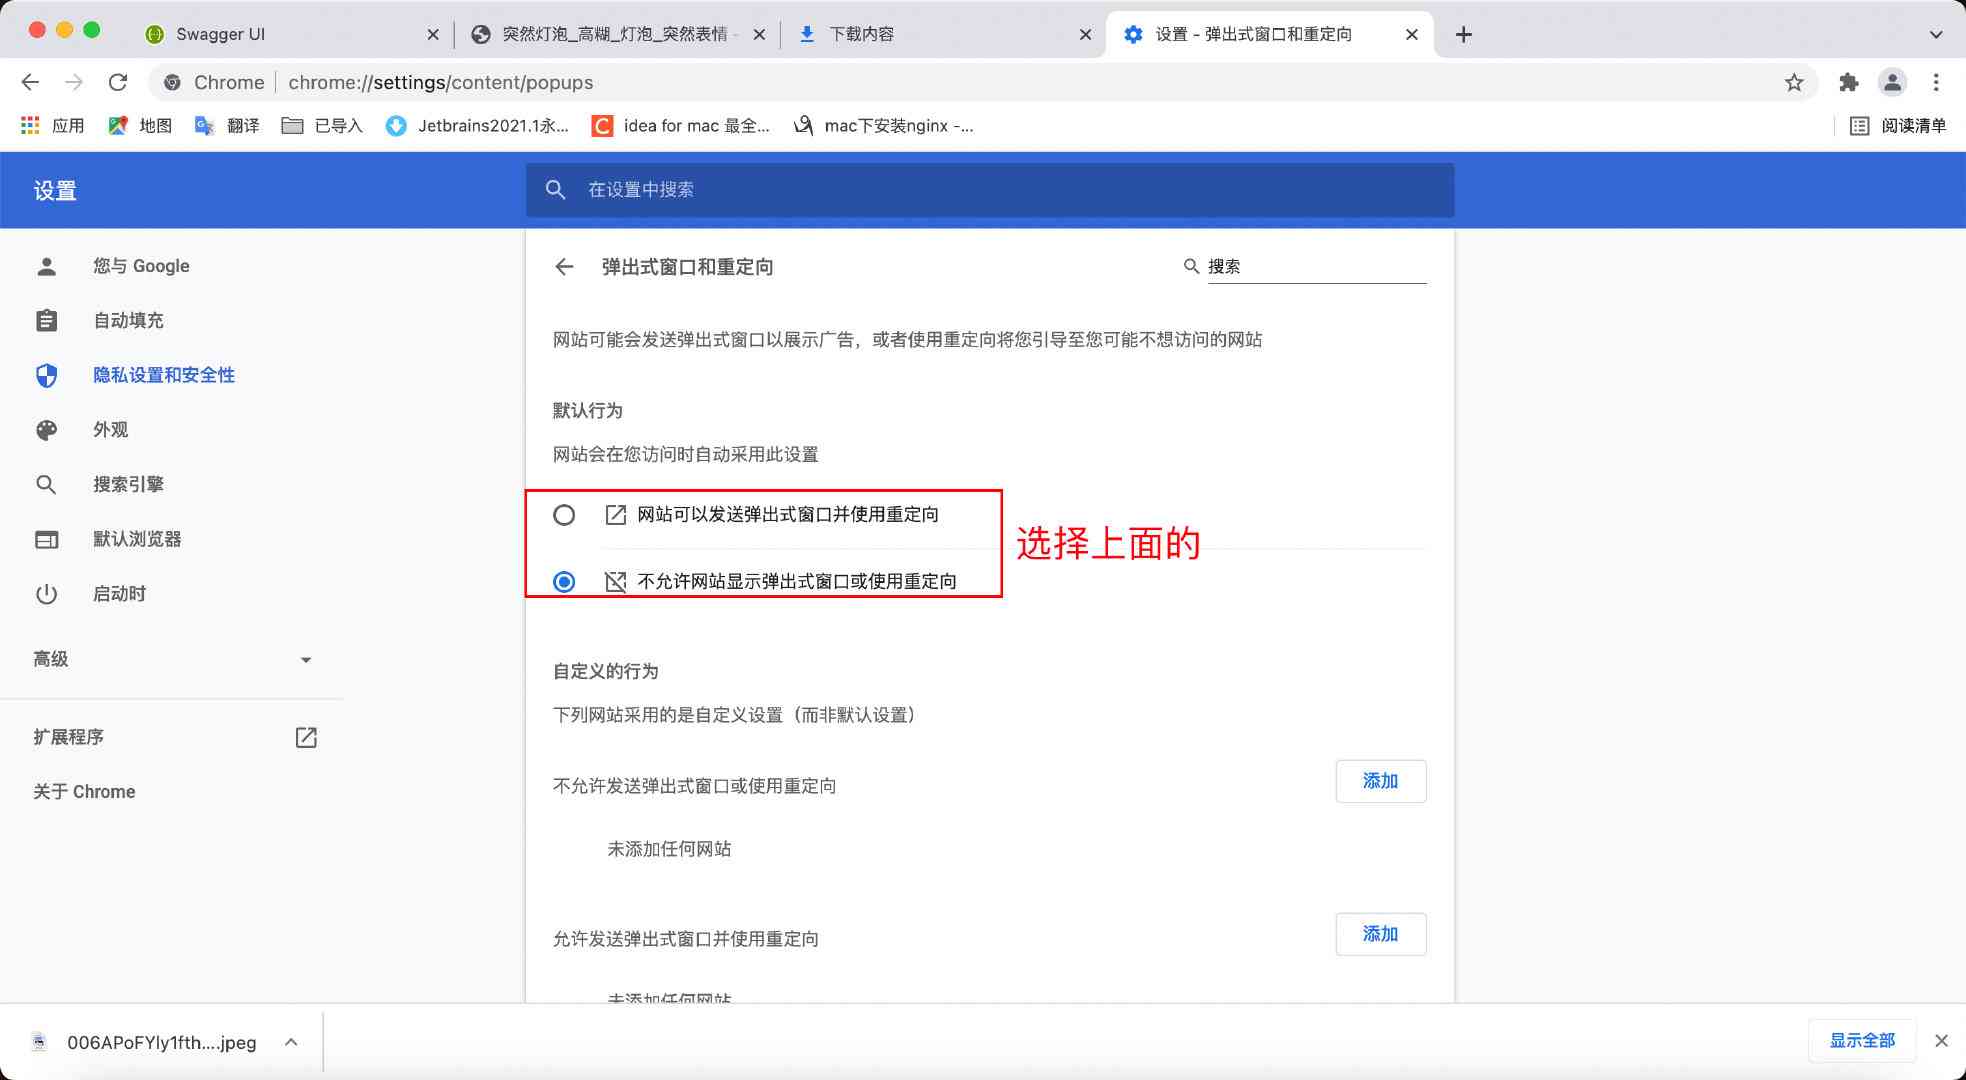 Swagger UI
突然灯泡_高糊_灯泡_突然表情 -
下载内容
设置 - 弹出式窗口和重定向
Chrome
chrome://settings/content/popups
应用
地图
翻译
已导入
Jetbrains2021.1永...
idea for mac 最全...
mac下安装nginx -...
阅读清单
设置
在设置中搜索
您与 Google
自动填充
隐私设置和安全性
外观
搜索引擎
默认浏览器
启动时
高级
扩展程序
关于 Chrome
弹出式窗口和重定向
搜索
网站可能会发送弹出式窗口以展示广告，或者使用重定向将您引导至您可能不想访问的网站
默认行为
网站会在您访问时自动采用此设置
网站可以发送弹出式窗口并使用重定向
选择上面的
不允许网站显示弹出式窗口或使用重定向
自定义的行为
下列网站采用的是自定义设置（而非默认设置）
不允许发送弹出式窗口或使用重定向
添加
未添加任何网站
允许发送弹出式窗口并使用重定向
添加
未添加任何网站
006APoFYly1fth....jpeg
显示全部